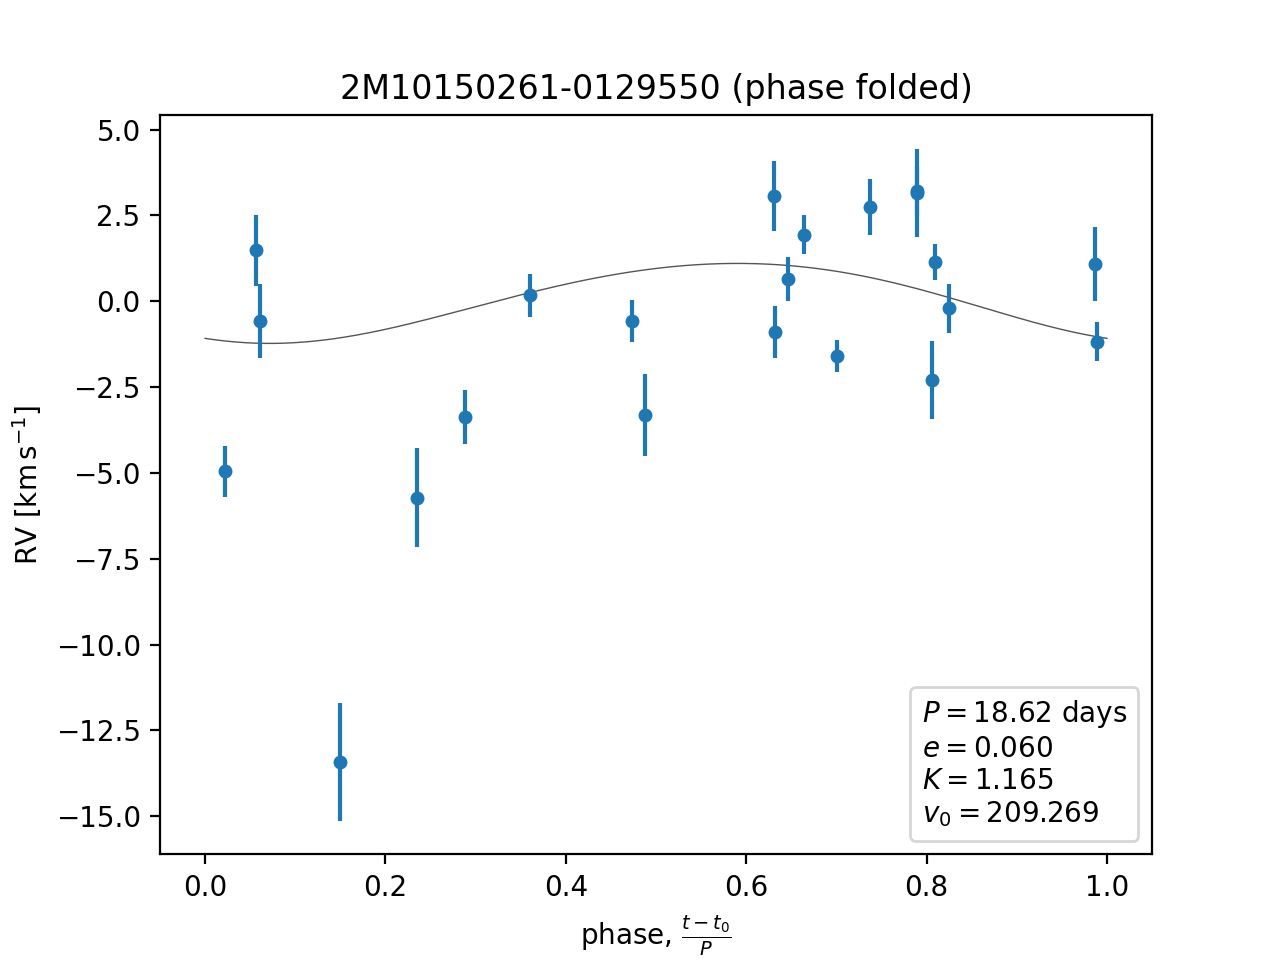 2M10150261-0129550 (phase folded)
RV [km s⁻¹]
5.0
2.5
0.0
−2.5
−5.0
−7.5
−10.0
−12.5
−15.0
P = 18.62 days
e = 0.060
K = 1.165
v₀ = 209.269
0.0 0.2 0.4 0.6 0.8 1.0
phase, (t − t₀)/P